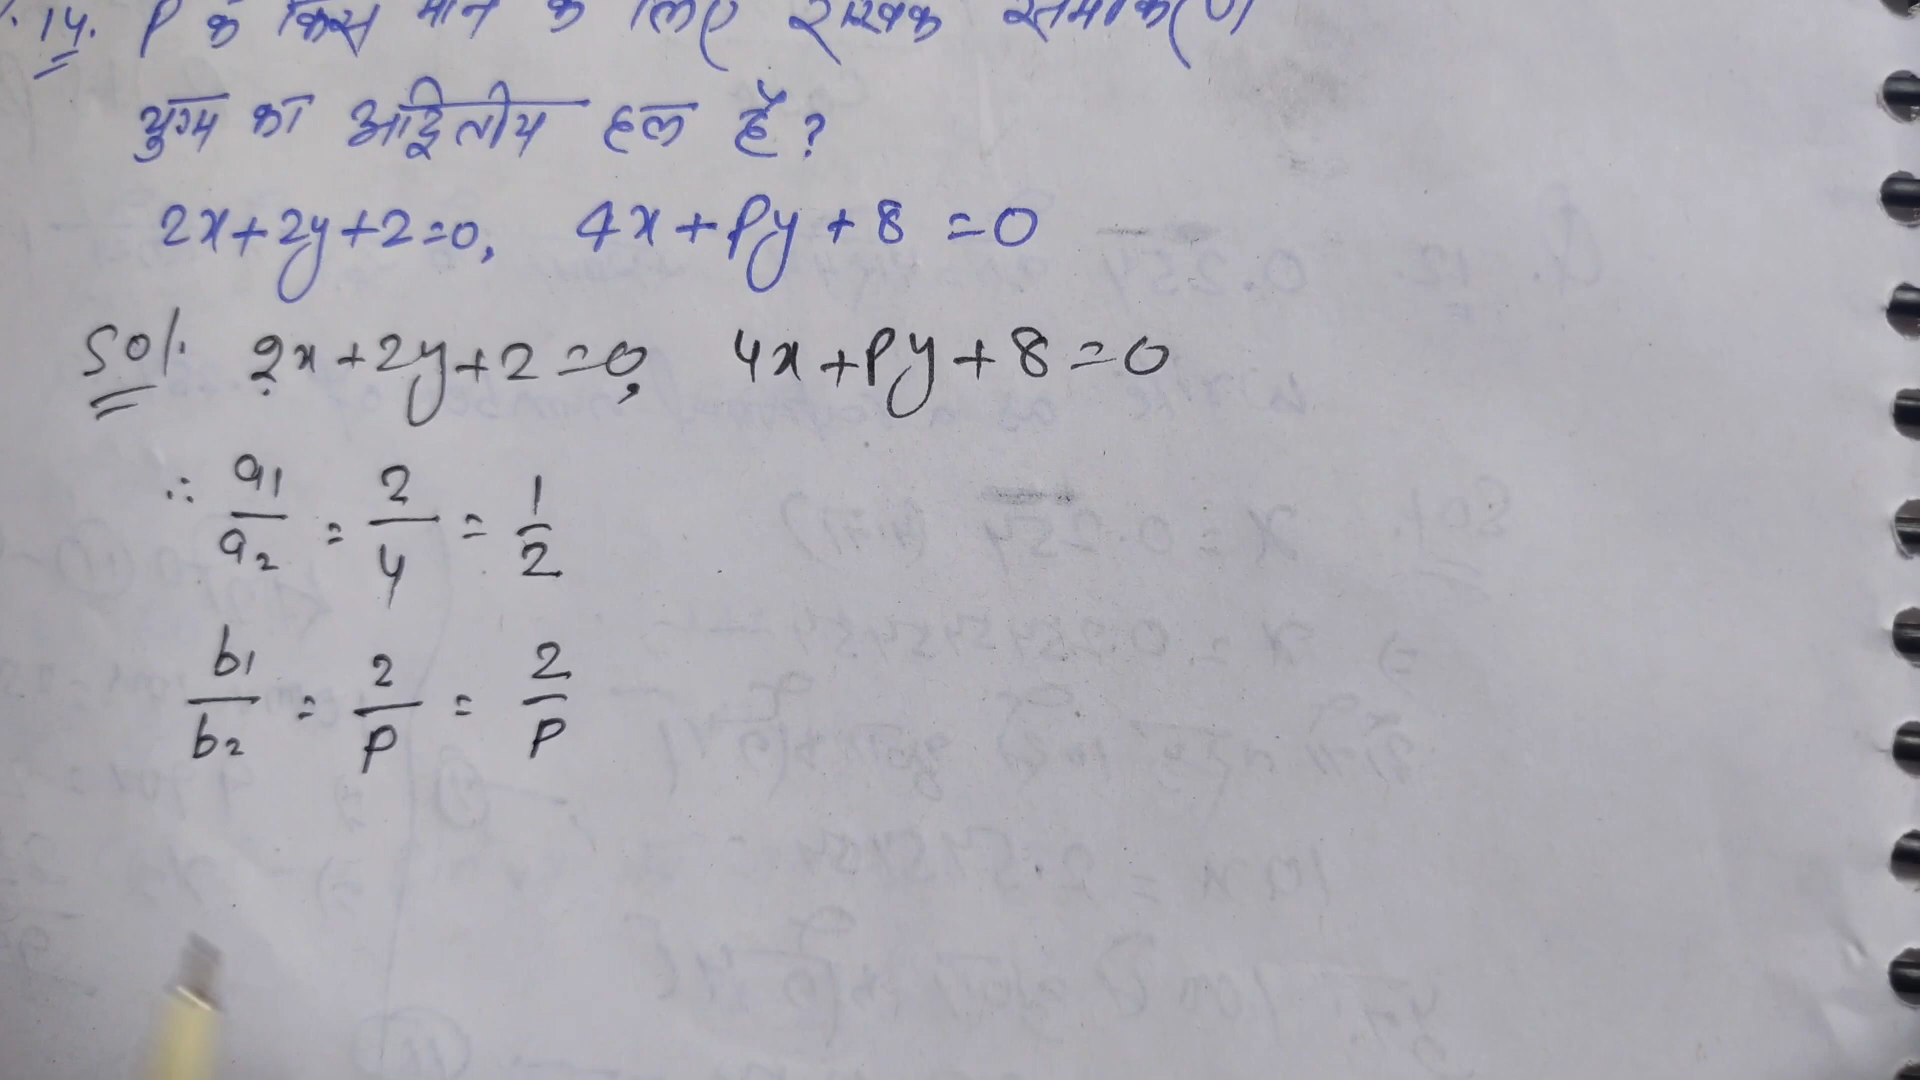 14. P के किस मान के लिए रैखिक समीकरण
युग्म का अद्वितीय हल है?
2x+2y+2=0, 4x+Py+8=0
Sol. 2x+2y+2=0, 4x+Py+8=0
∴ a1/a2 = 2/4 = 1/2
b1/b2 = 2/P = 2/P